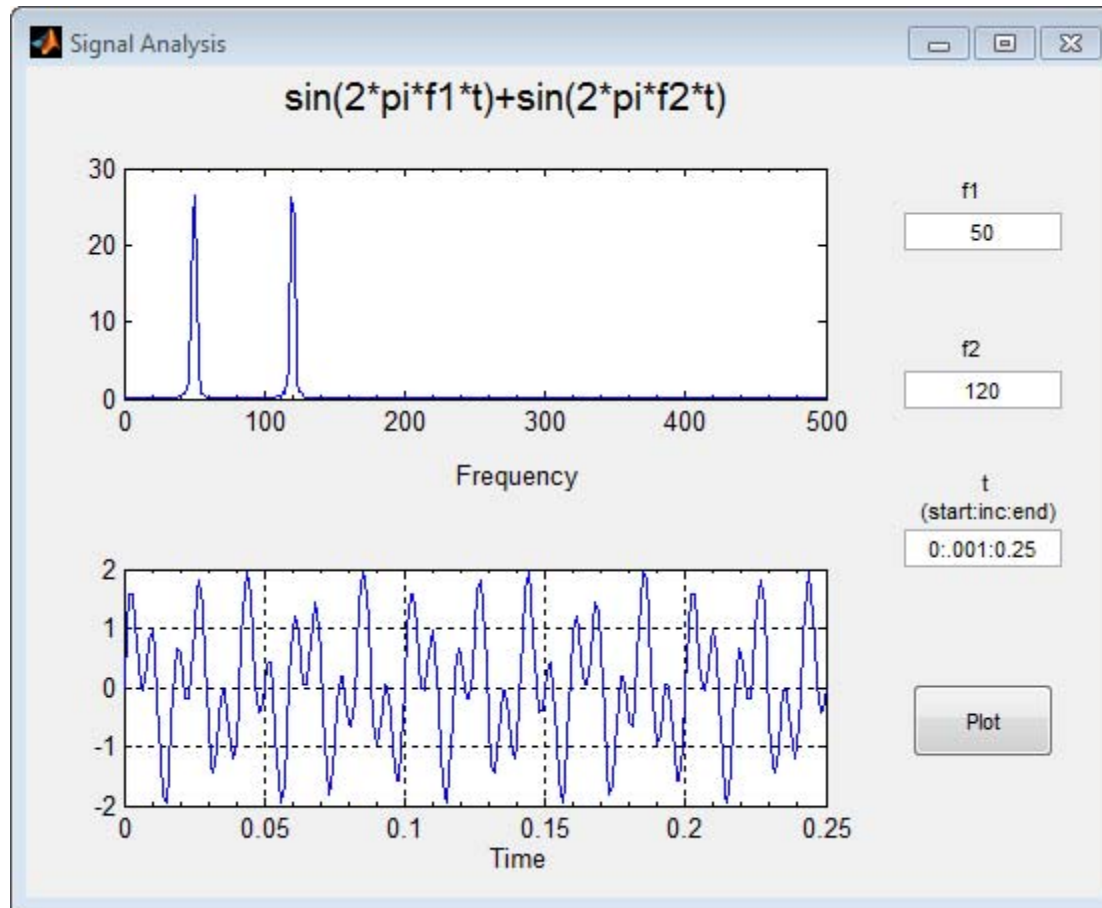 Signal Analysis
sin(2*pi*f1*t)+sin(2*pi*f2*t)
30
20
10
0
0 100 200 300 400 500
Frequency
f1
50
f2
120
t
(start:inc:end)
0:.001:0.25
2
1
0
-1
-2
0 0.05 0.1 0.15 0.2 0.25
Time
Plot